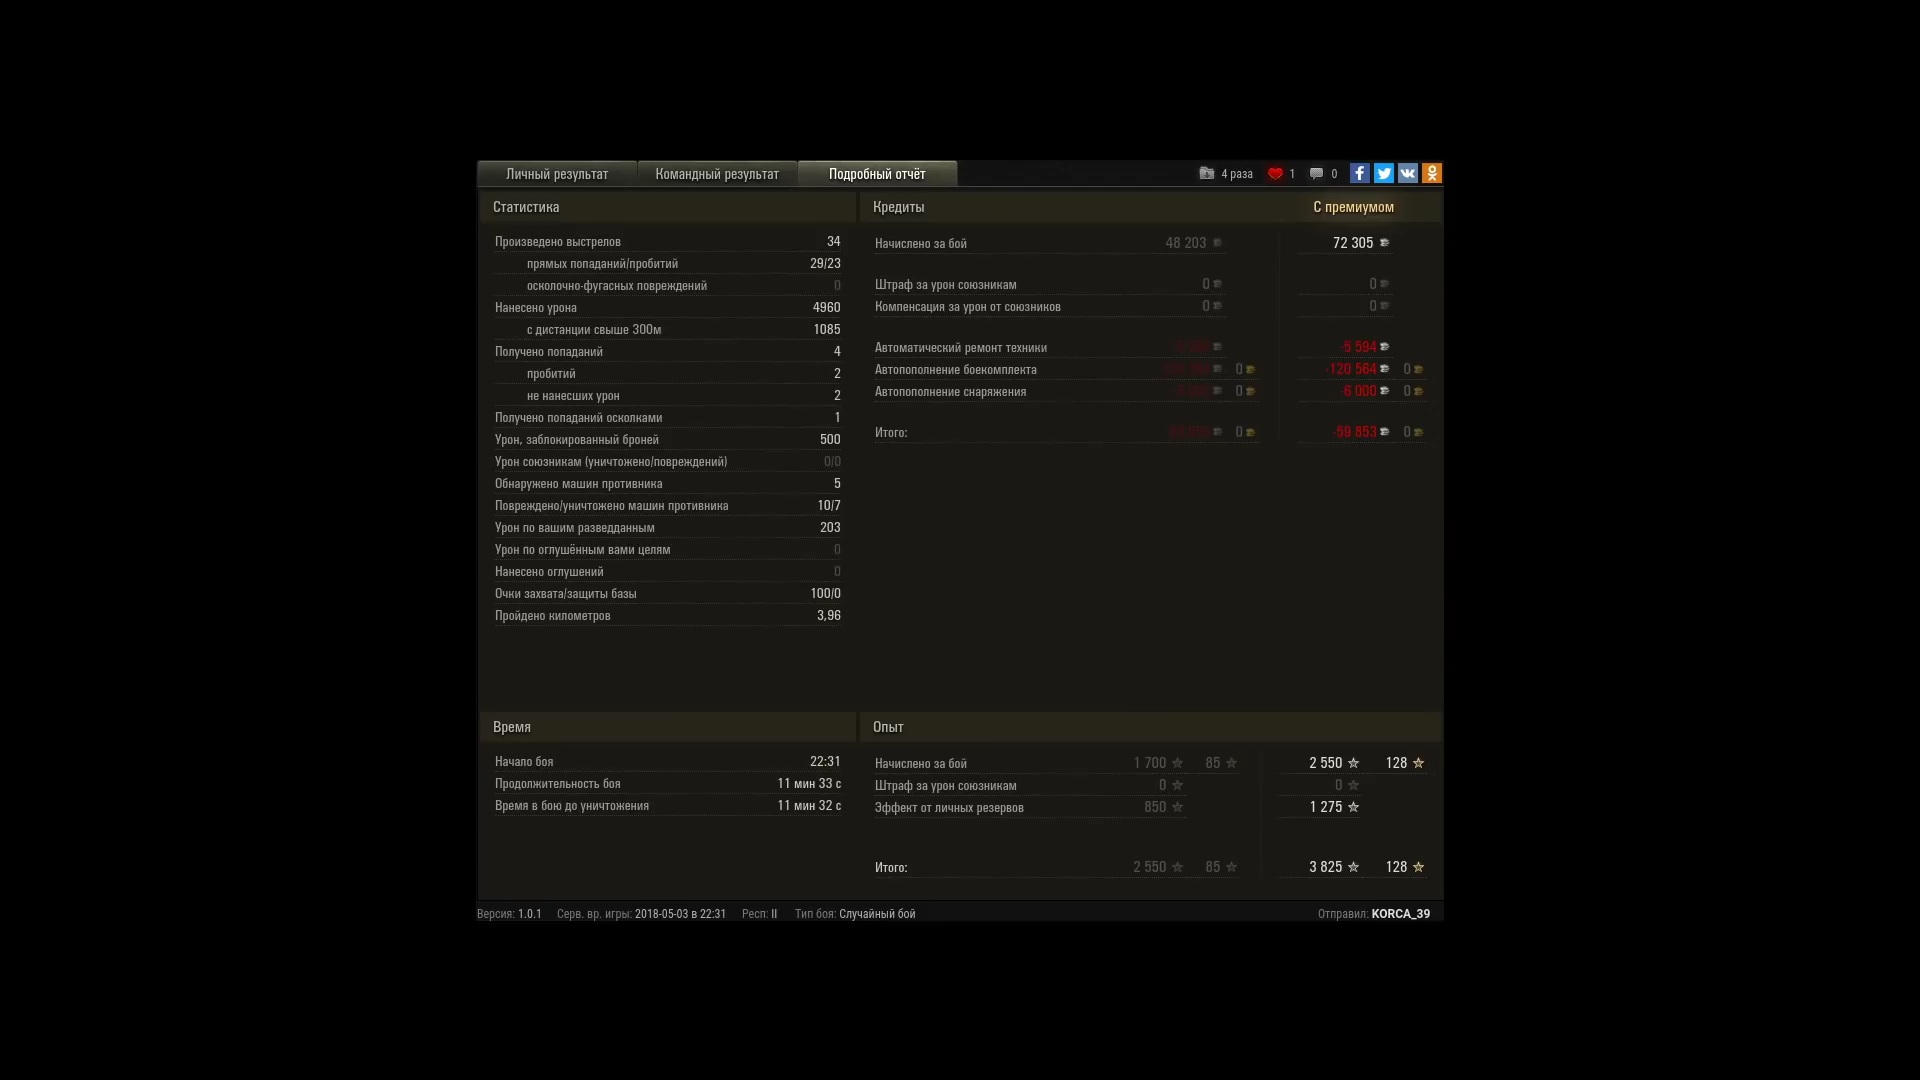 Личный результат Командный результат Подробный отчёт 4 раза 1 0
Статистика
Произведено выстрелов 34
прямых попаданий/пробитий 29/23
осколочно-фугасных повреждений 0
Нанесено урона 4960
с дистанции свыше 300м 1085
Получено попаданий 4
пробитий 2
не нанесших урон 2
Получено попаданий осколками 1
Урон, заблокированный броней 500
Урон союзникам (уничтожено/повреждений) 0/0
Обнаружено машин противника 5
Повреждено/уничтожено машин противника 10/7
Урон по вашим разведданным 203
Урон по оглушённым вами целям 0
Нанесено оглушений 0
Очки захвата/защиты базы 100/0
Пройдено километров 3,96
Кредиты С премиумом
Начислено за бой 48 203 72 305
Штраф за урон союзникам 0 0
Компенсация за урон от союзников 0 0
Автоматический ремонт техники -5 594
Автопополнение боекомплекта 0 -120 564 0
Автопополнение снаряжения 0 -6 000 0
Итого: 0 -59 853 0
Время
Начало боя 22:31
Продолжительность боя 11 мин 33 с
Время в бою до уничтожения 11 мин 32 с
Опыт
Начислено за бой 1 700 85 2 550 128
Штраф за урон союзникам 0 0
Эффект от личных резервов 850 1 275
Итого: 2 550 85 3 825 128
Версия: 1.0.1 Серв. вр. игры: 2018-05-03 в 22:31 Респ: II Тип боя: Случайный бой Отправил: KORCA_39